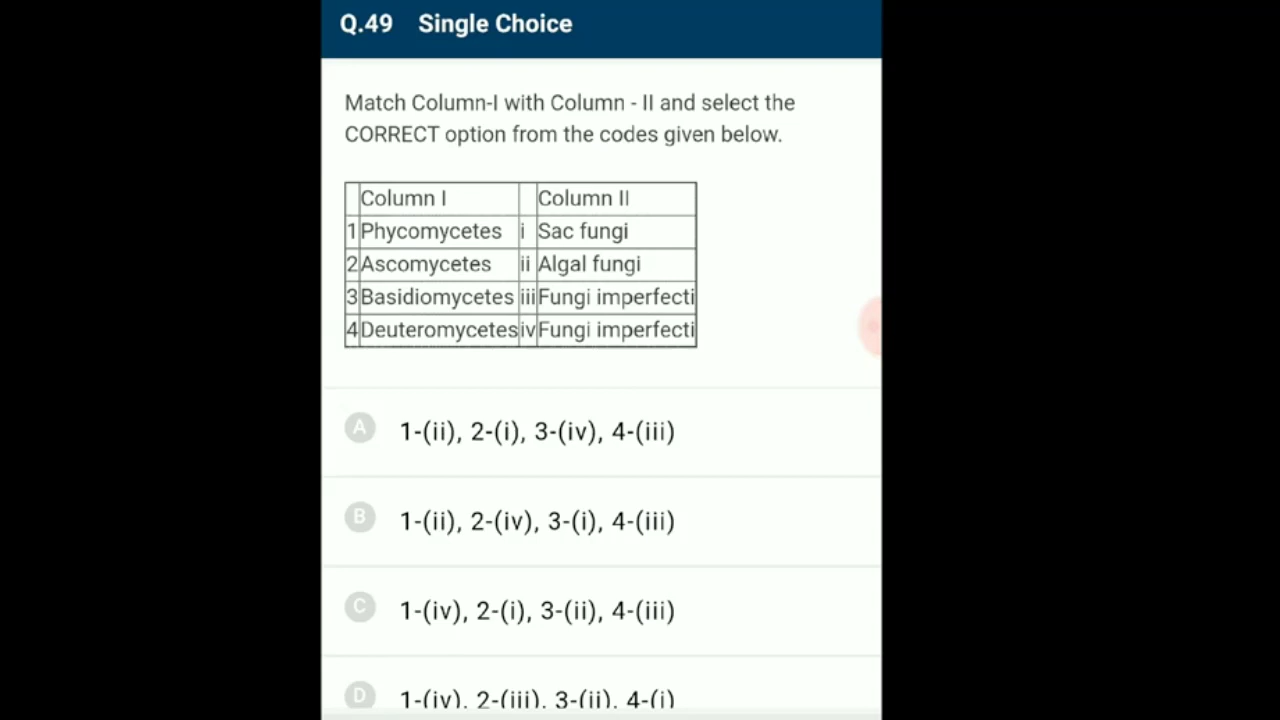 Q.49 Single Choice
Match Column-I with Column - II and select the
CORRECT option from the codes given below.
Column I Column II
1 Phycomycetes i Sac fungi
2 Ascomycetes ii Algal fungi
3 Basidiomycetes iii Fungi imperfecti
4 Deuteromycetes iv Fungi imperfecti
A 1-(ii), 2-(i), 3-(iv), 4-(iii)
B 1-(ii), 2-(iv), 3-(i), 4-(iii)
C 1-(iv), 2-(i), 3-(ii), 4-(iii)
D 1-(iv), 2-(iii), 3-(ii), 4-(i)